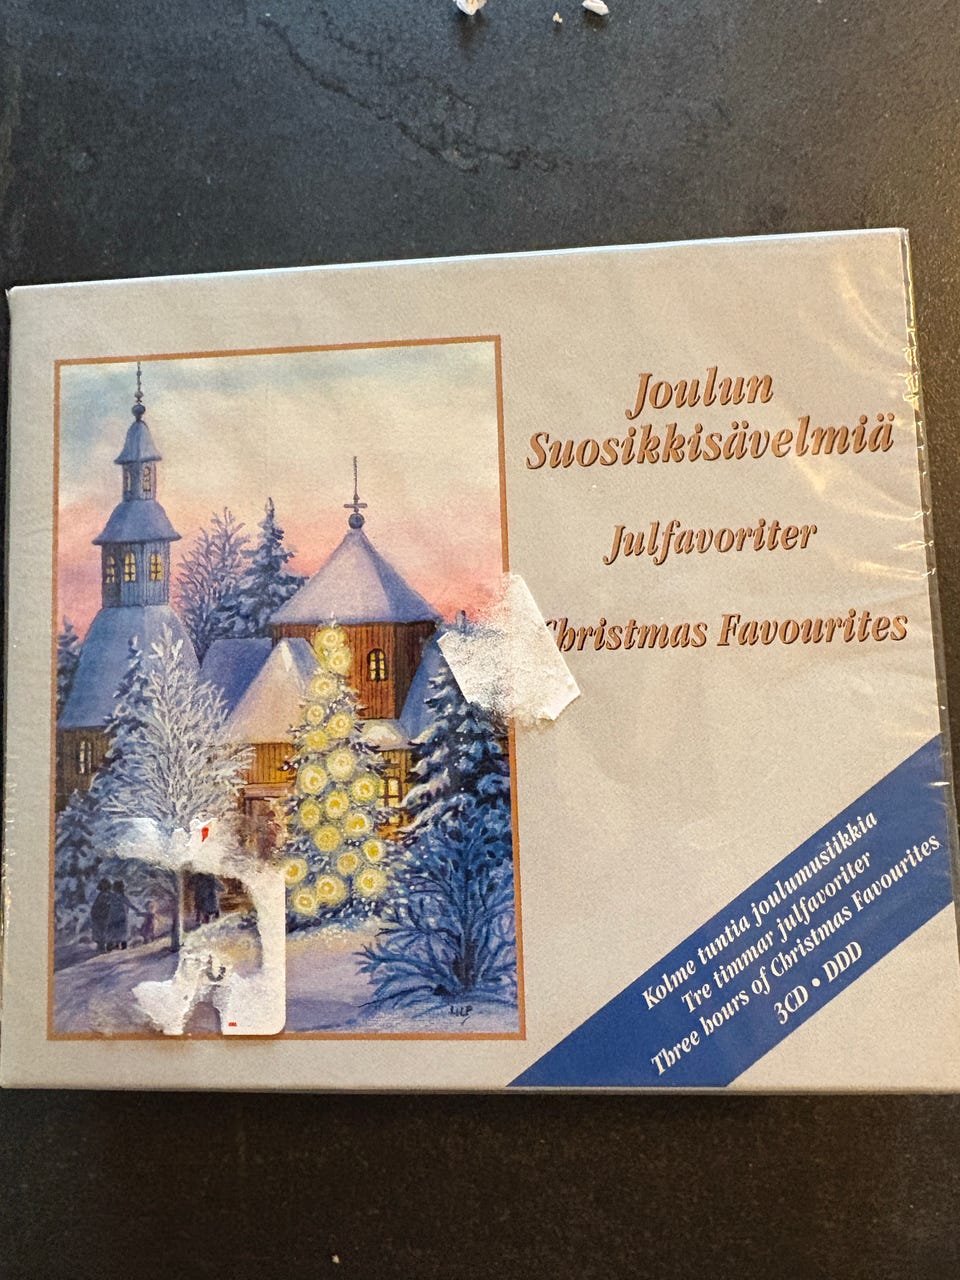 Joulun
Suosikkisävelmiä
Julfavoriter
Christmas Favourites
Kolme tuntia joulumusiikkia
Tre timmar julfavoriter
Three hours of Christmas Favourites
3CD • DDD